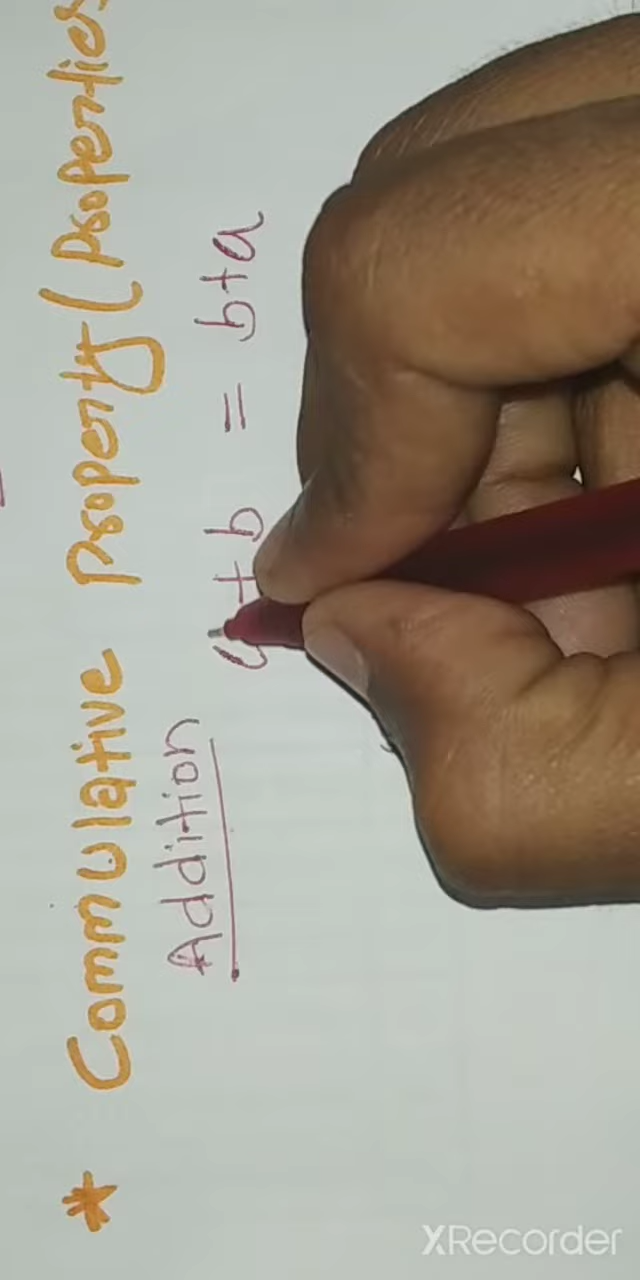 * Commulative Property (Properties
Addition
a + b = b+a
XRecorder